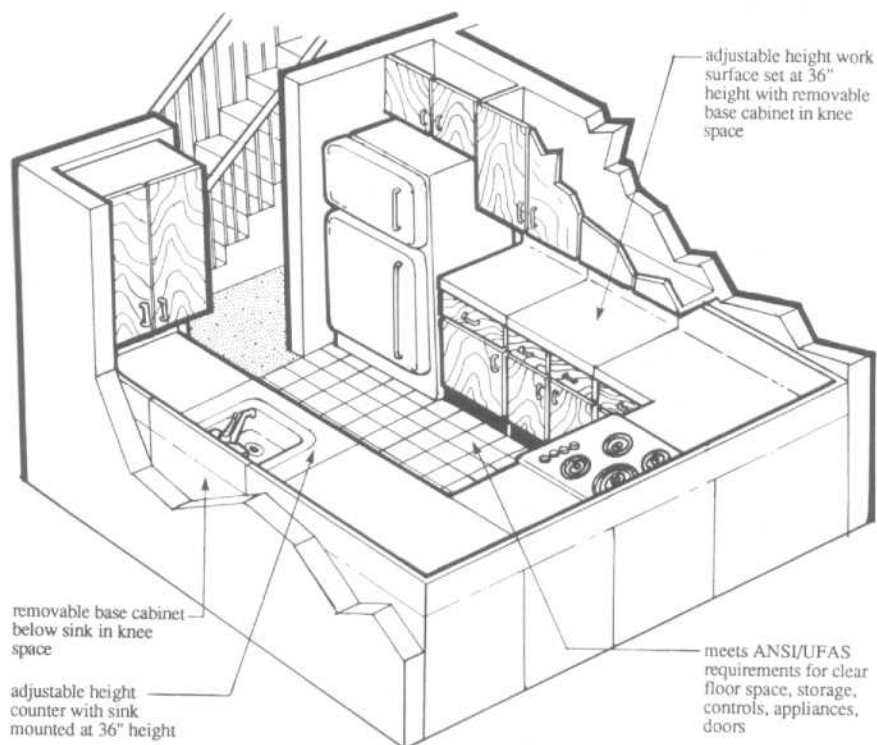 adjustable height work
surface set at 36"
height with removable
base cabinet in knee
space
removable base cabinet
below sink in knee
space
adjustable height
counter with sink
mounted at 36" height
meets ANSI/UFAS
requirements for clear
floor space, storage,
controls, appliances,
doors